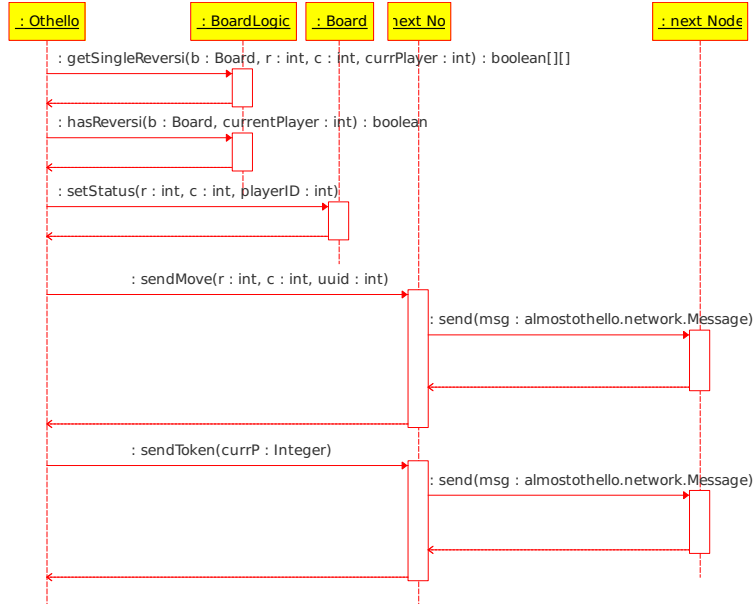 : Othello
: BoardLogic
: Board
next No
: next Node
: getSingleReversi(b : Board, r : int, c : int, currPlayer : int) : boolean[][]
: hasReversi(b : Board, currentPlayer : int) : boolean
: setStatus(r : int, c : int, playerID : int)
: sendMove(r : int, c : int, uuid : int)
: send(msg : almostothello.network.Message)
: sendToken(currP : Integer)
: send(msg : almostothello.network.Message)